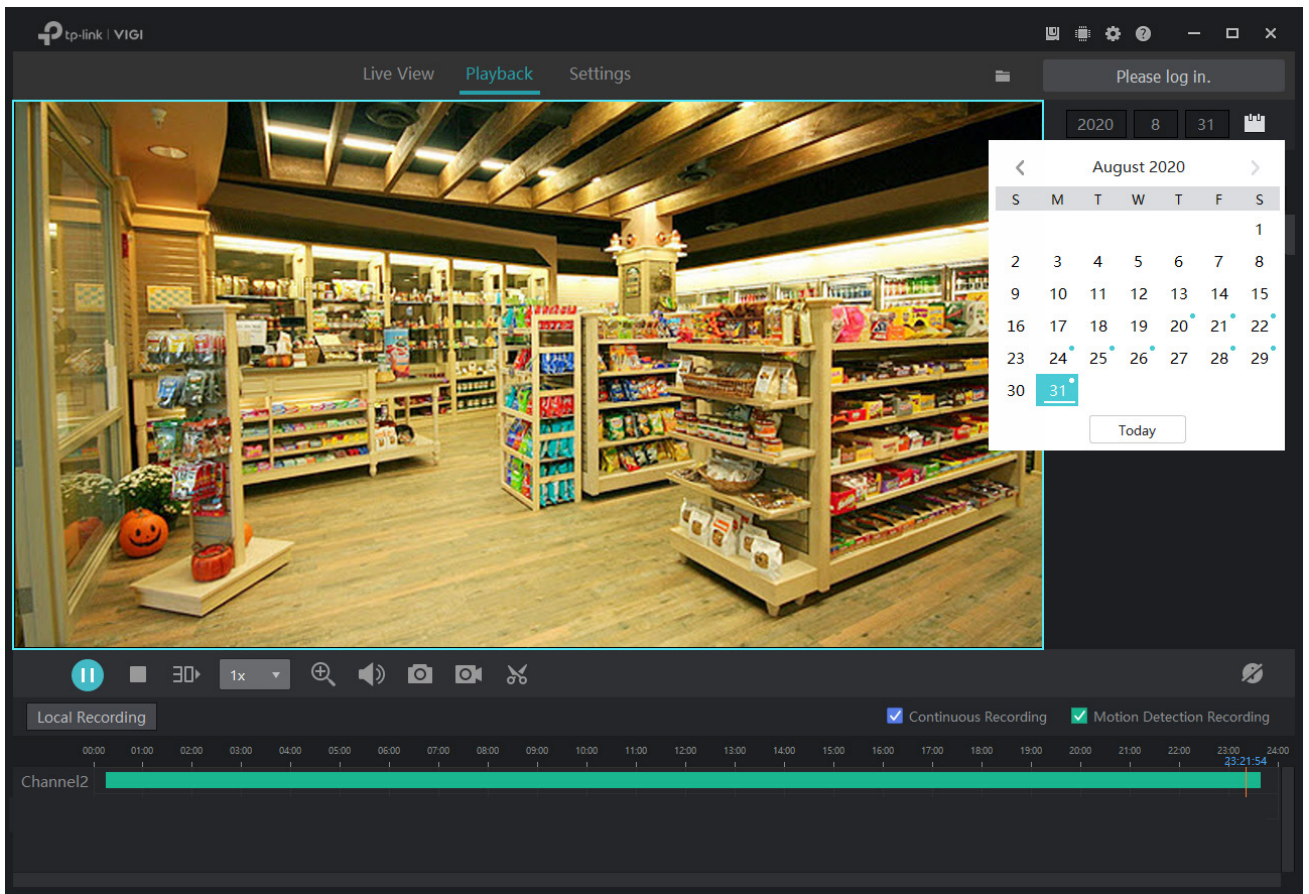 tp-link | VIGI
Live View Playback Settings
Please log in.
2020 8 31
August 2020
S M T W T F S
1
2 3 4 5 6 7 8
9 10 11 12 13 14 15
16 17 18 19 20 21 22
23 24 25 26 27 28 29
30 31
Today
1x
Local Recording
Continuous Recording Motion Detection Recording
00:00 01:00 02:00 03:00 04:00 05:00 06:00 07:00 08:00 09:00 10:00 11:00 12:00 13:00 14:00 15:00 16:00 17:00 18:00 19:00 20:00 21:00 22:00 23:00 24:00
23:21:54
Channel2